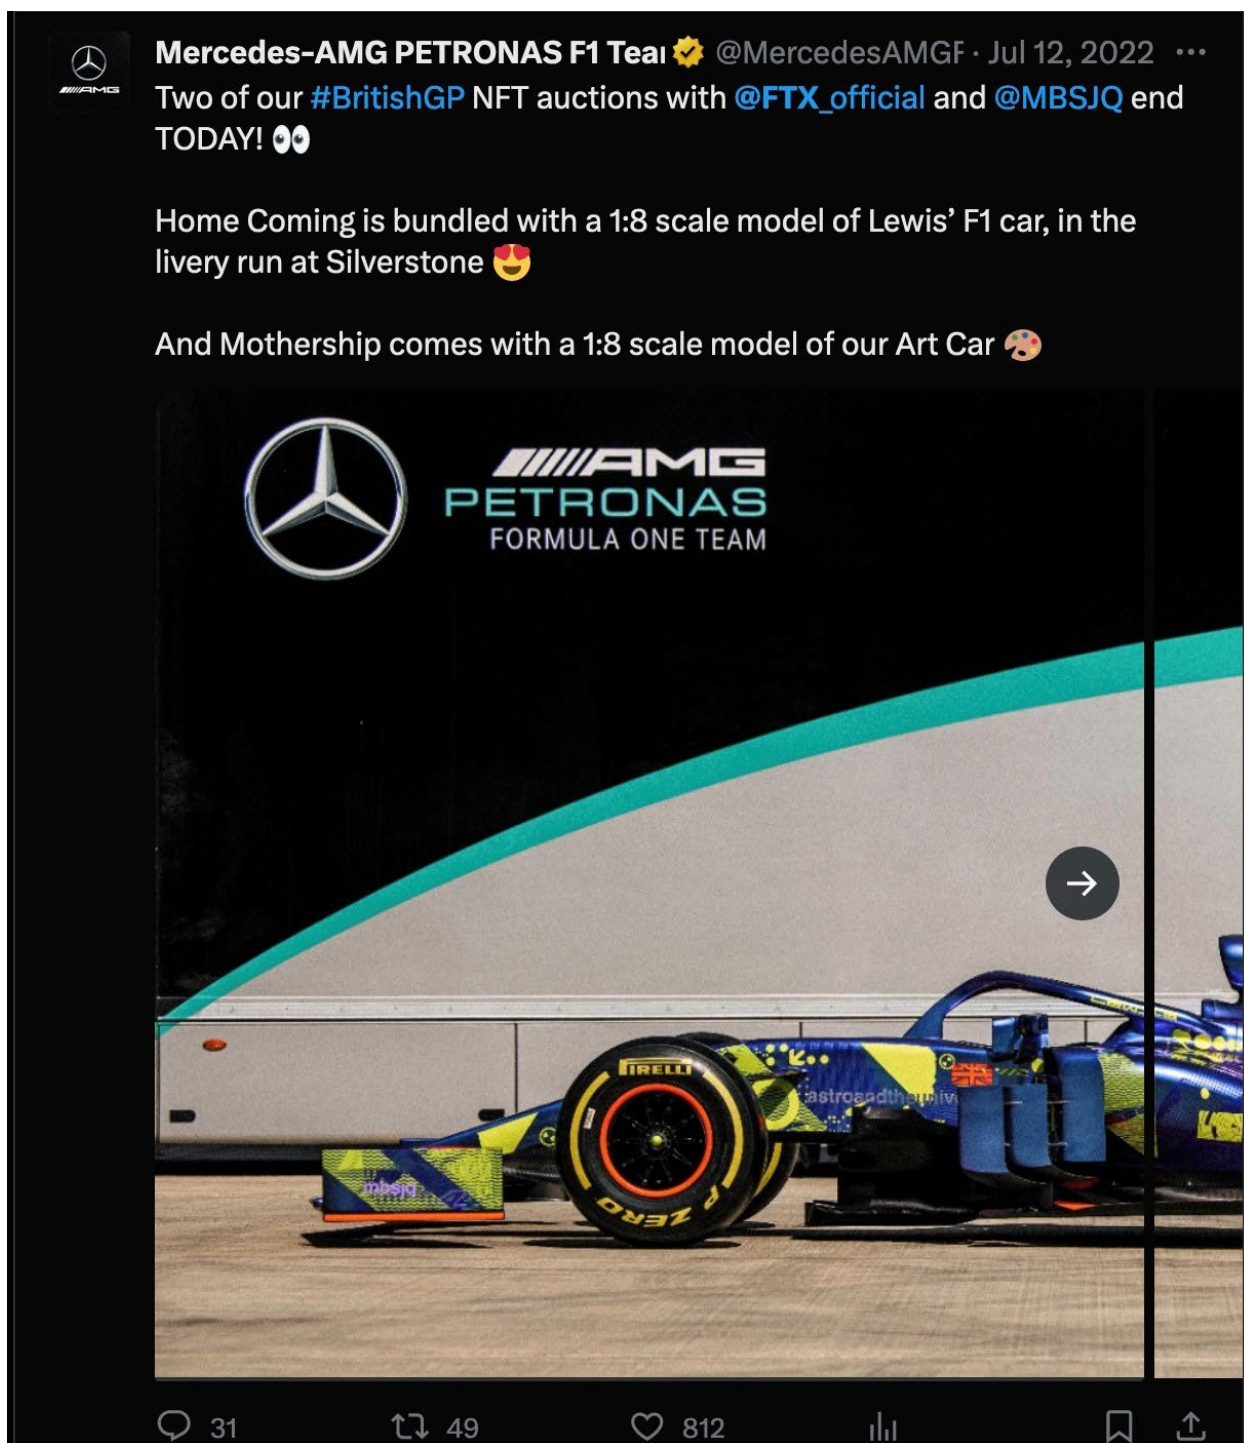 Mercedes-AMG PETRONAS F1 Tea @MercedesAMGF · Jul 12, 2022
AMG
Two of our #BritishGP NFT auctions with @FTX_official and @MBSJQ end
TODAY! 👀
Home Coming is bundled with a 1:8 scale model of Lewis’ F1 car, in the
livery run at Silverstone 😍
And Mothership comes with a 1:8 scale model of our Art Car 🎨
AMG
PETRONAS
FORMULA ONE TEAM
PIRELLI
astroandtheunive
mbsjq
P ZERO
31 49 812